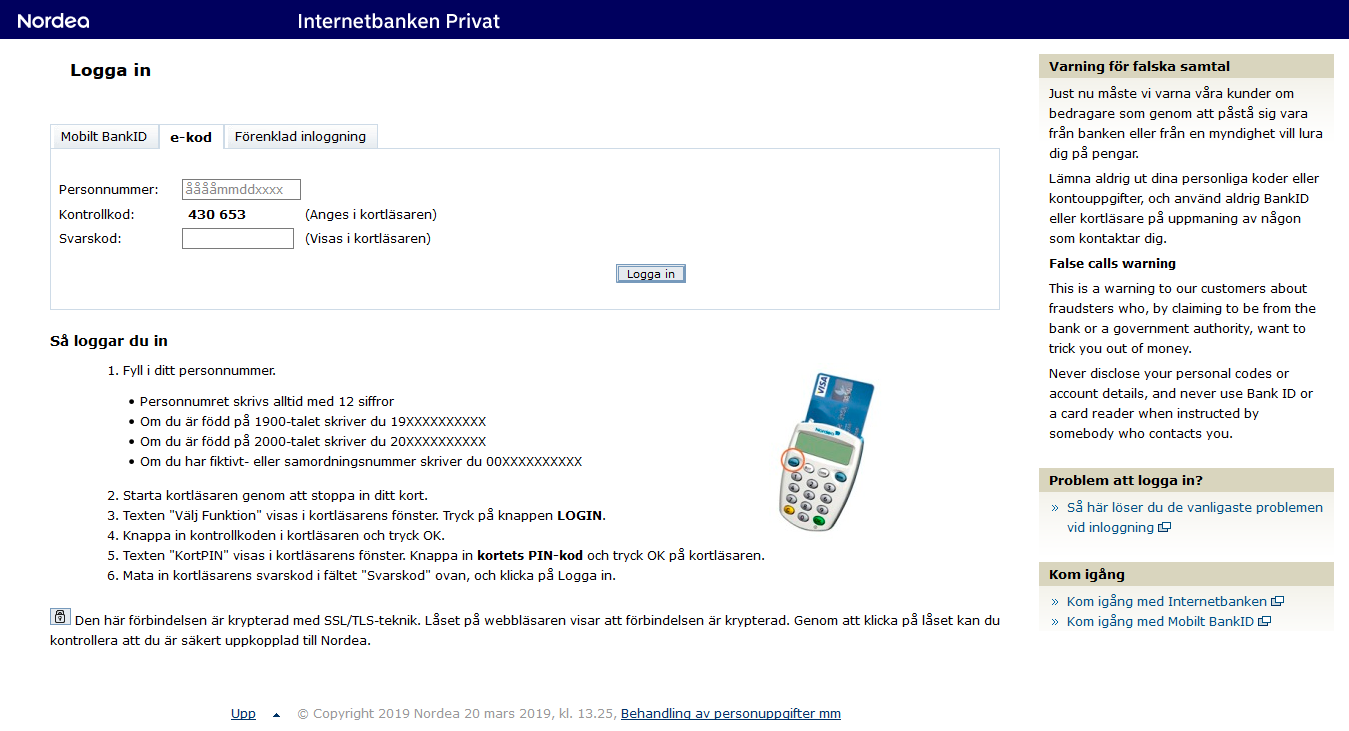 Nordea
Internetbanken Privat
Logga in
Mobilt BankID
e-kod
Förenklad inloggning
Personnummer: ååååmmddxxxx
Kontrollkod: 430 653 (Anges i kortläsaren)
Svarskod: (Visas i kortläsaren)
Logga in
Så loggar du in
1. Fyll i ditt personnummer.
• Personnumret skrivs alltid med 12 siffror
• Om du är född på 1900-talet skriver du 19XXXXXXXXXX
• Om du är född på 2000-talet skriver du 20XXXXXXXXXX
• Om du har fiktivt- eller samordningsnummer skriver du 00XXXXXXXXXX
2. Starta kortläsaren genom att stoppa in ditt kort.
3. Texten "Välj Funktion" visas i kortläsarens fönster. Tryck på knappen LOGIN.
4. Knappa in kontrollkoden i kortläsaren och tryck OK.
5. Texten "KortPIN" visas i kortläsarens fönster. Knappa in kortets PIN-kod och tryck OK på kortläsaren.
6. Mata in kortläsarens svarskod i fältet "Svarskod" ovan, och klicka på Logga in.
VISA
Nordea
Den här förbindelsen är krypterad med SSL/TLS-teknik. Låset på webbläsaren visar att förbindelsen är krypterad. Genom att klicka på låset kan du
kontrollera att du är säkert uppkopplad till Nordea.
Varning för falska samtal
Just nu måste vi varna våra kunder om
bedragare som genom att påstå sig vara
från banken eller från en myndighet vill lura
dig på pengar.
Lämna aldrig ut dina personliga koder eller
kontouppgifter, och använd aldrig BankID
eller kortläsare på uppmaning av någon
som kontaktar dig.
False calls warning
This is a warning to our customers about
fraudsters who, by claiming to be from the
bank or a government authority, want to
trick you out of money.
Never disclose your personal codes or
account details, and never use Bank ID or
a card reader when instructed by
somebody who contacts you.
Problem att logga in?
» Så här löser du de vanligaste problemen
vid inloggning
Kom igång
» Kom igång med Internetbanken
» Kom igång med Mobilt BankID
Upp © Copyright 2019 Nordea 20 mars 2019, kl. 13.25, Behandling av personuppgifter mm